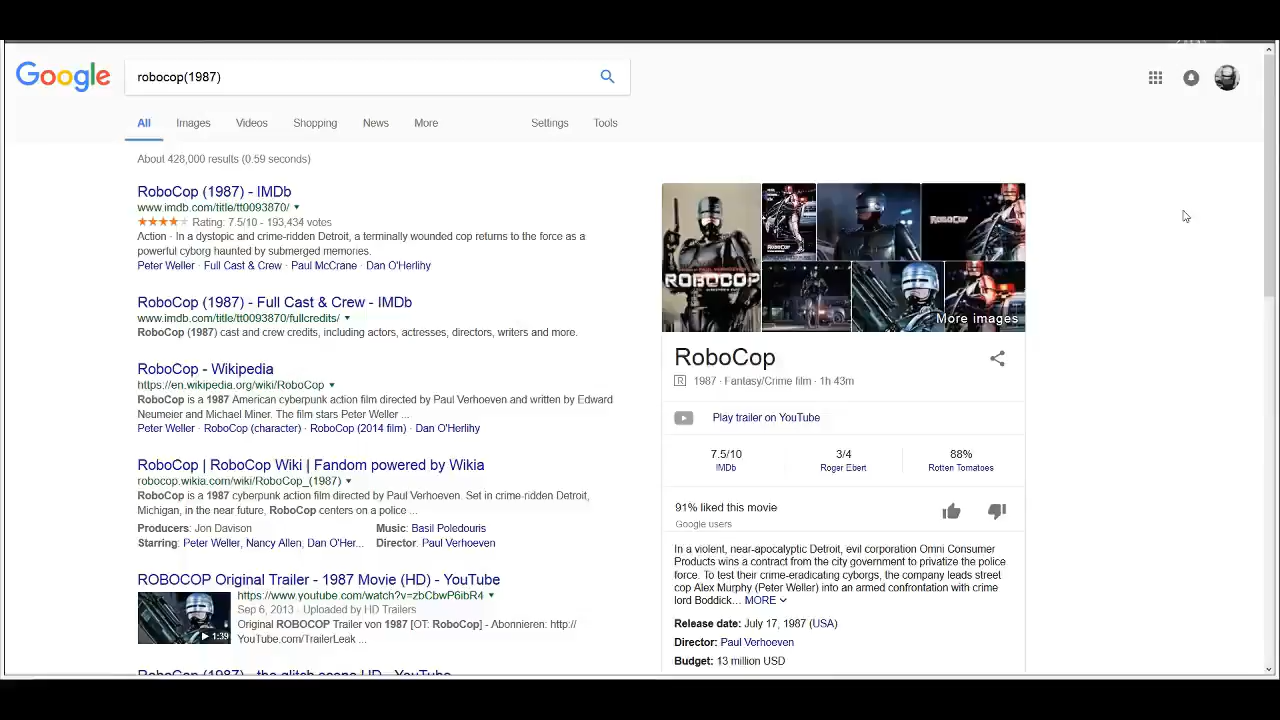 Google
robocop(1987)
All Images Videos Shopping News More Settings Tools
About 428,000 results (0.59 seconds)
RoboCop (1987) - IMDb
www.imdb.com/title/tt0093870/
Rating: 7.5/10 - 193,434 votes
Action · In a dystopic and crime-ridden Detroit, a terminally wounded cop returns to the force as a
powerful cyborg haunted by submerged memories.
Peter Weller · Full Cast & Crew · Paul McCrane · Dan O'Herlihy
RoboCop (1987) - Full Cast & Crew - IMDb
www.imdb.com/title/tt0093870/fullcredits/
RoboCop (1987) cast and crew credits, including actors, actresses, directors, writers and more.
RoboCop - Wikipedia
https://en.wikipedia.org/wiki/RoboCop
RoboCop is a 1987 American cyberpunk action film directed by Paul Verhoeven and written by Edward
Neumeier and Michael Miner. The film stars Peter Weller ...
Peter Weller · RoboCop (character) · RoboCop (2014 film) · Dan O'Herlihy
RoboCop | RoboCop Wiki | Fandom powered by Wikia
robocop.wikia.com/wiki/RoboCop_(1987)
RoboCop is a 1987 cyberpunk action film directed by Paul Verhoeven. Set in crime-ridden Detroit,
Michigan, in the near future, RoboCop centers on a police ...
Producers: Jon Davison Music: Basil Poledouris
Starring: Peter Weller, Nancy Allen, Dan O'Her... Director: Paul Verhoeven
ROBOCOP Original Trailer - 1987 Movie (HD) - YouTube
https://www.youtube.com/watch?v=zbCbwP6ibR4
Sep 6, 2013 - Uploaded by HD Trailers
Original ROBOCOP Trailer von 1987 [OT: RoboCop] - Abonnieren: http://
YouTube.com/TrailerLeak ...
1:39
RoboCop (1987) - the glitch scene HD - YouTube
ROBOCOP
ROBOCOP
More images
RoboCop
R 1987 · Fantasy/Crime film · 1h 43m
Play trailer on YouTube
7.5/10 3/4 88%
IMDb Roger Ebert Rotten Tomatoes
91% liked this movie
Google users
In a violent, near-apocalyptic Detroit, evil corporation Omni Consumer
Products wins a contract from the city government to privatize the police
force. To test their crime-eradicating cyborgs, the company leads street
cop Alex Murphy (Peter Weller) into an armed confrontation with crime
lord Boddick... MORE
Release date: July 17, 1987 (USA)
Director: Paul Verhoeven
Budget: 13 million USD